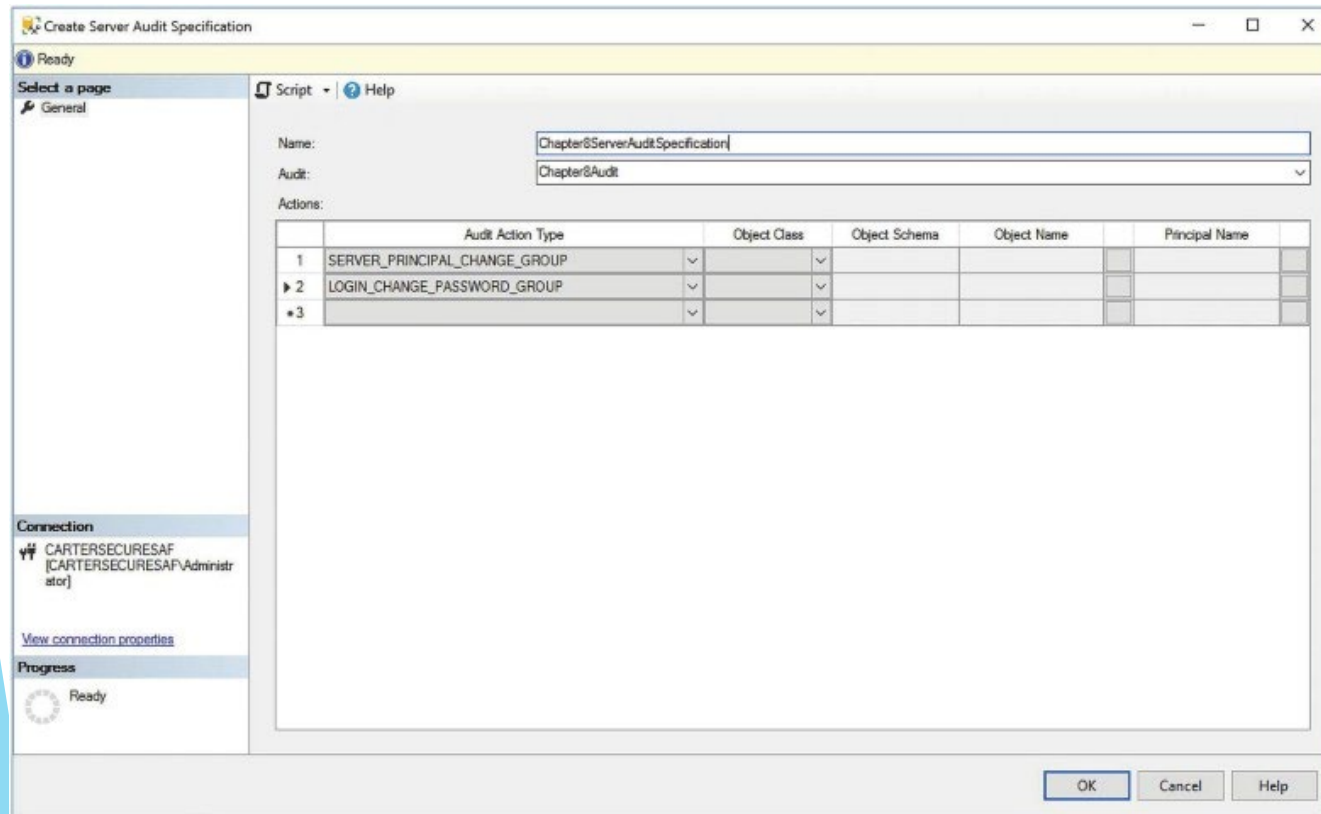 Create Server Audit Specification
Ready
Select a page
General
Script
Help
Name:
Chapter8ServerAuditSpecification
Audit:
Chapter8Audit
Actions:
Audit Action Type Object Class Object Schema Object Name Principal Name
1 SERVER_PRINCIPAL_CHANGE_GROUP
2 LOGIN_CHANGE_PASSWORD_GROUP
*3
Connection
CARTERSECURESAF
[CARTERSECURESAF\Administr
ator]
View connection properties
Progress
Ready
OK Cancel Help